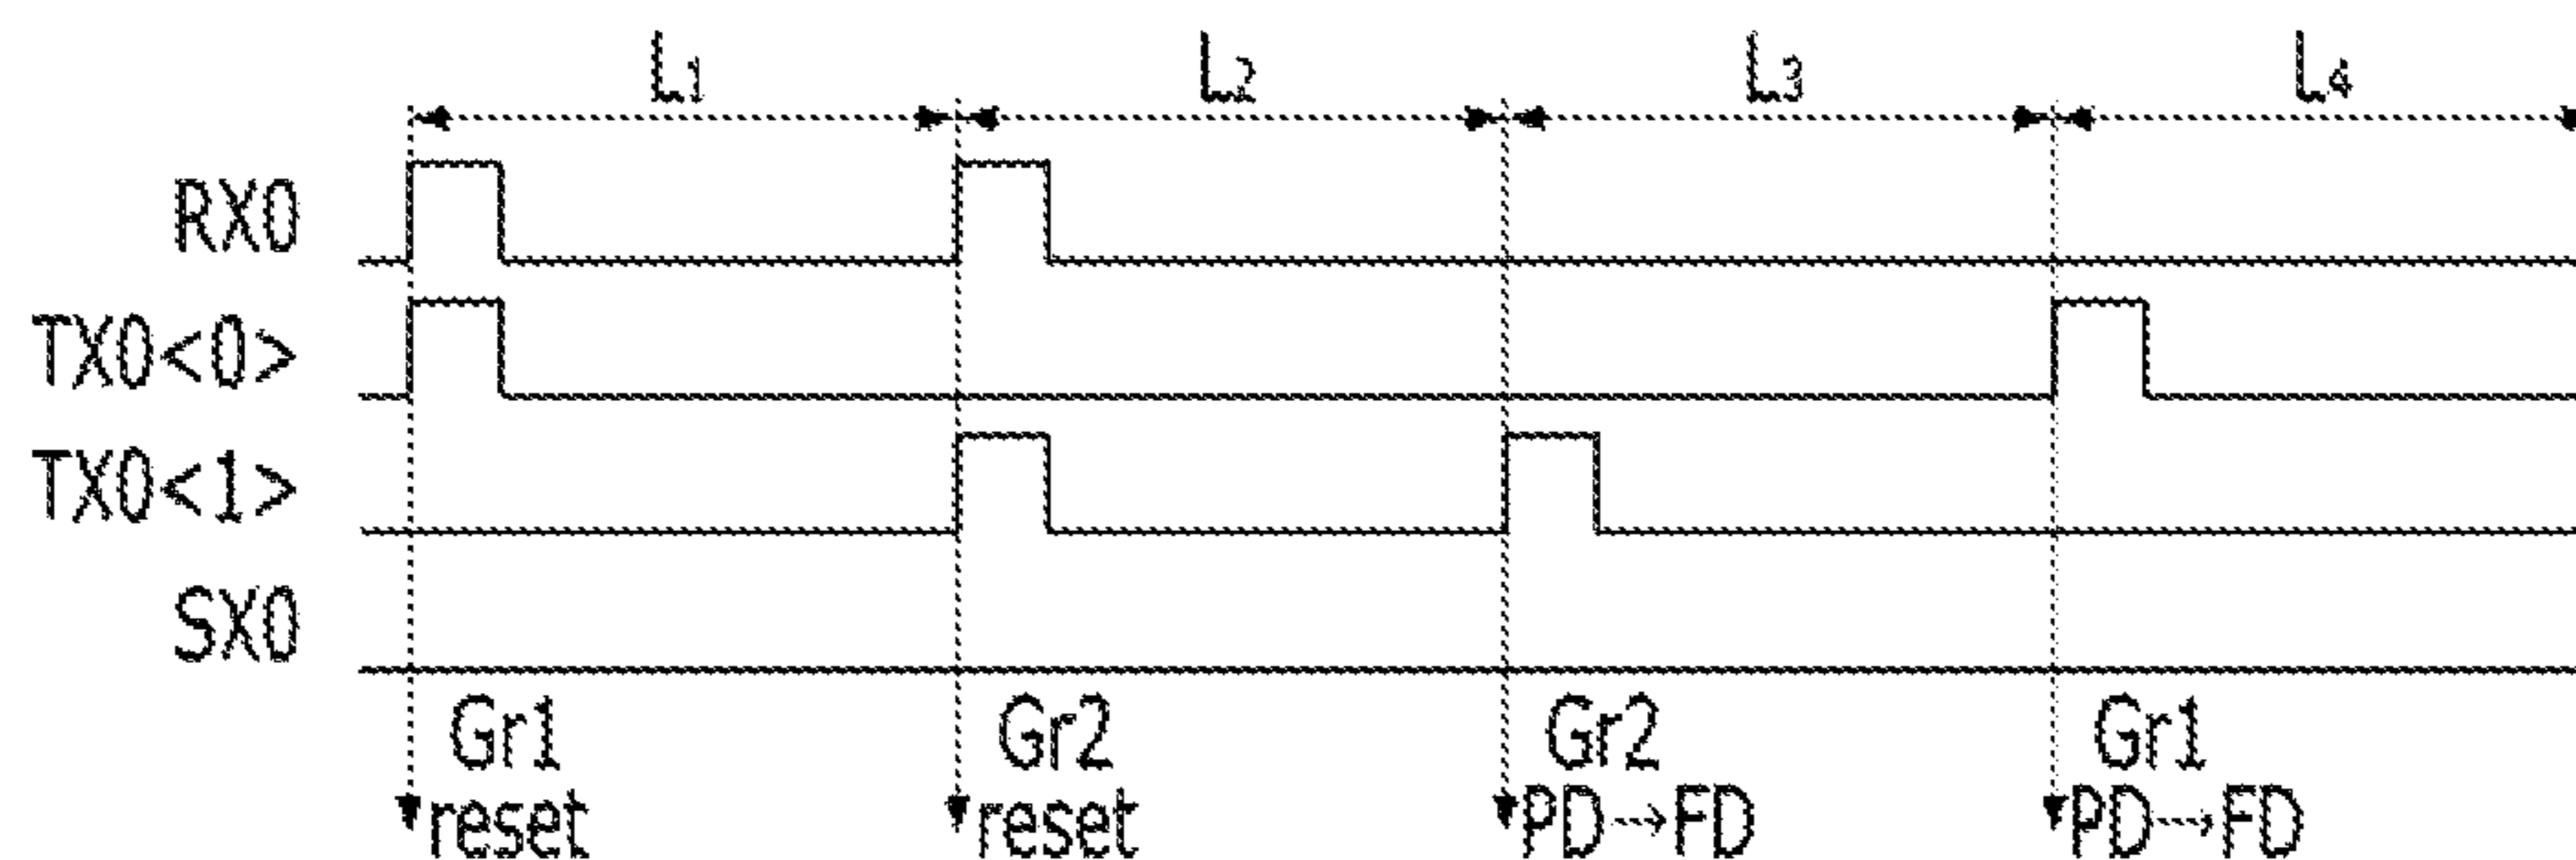 L1 L2 L3 L4
RX0
TX0<0>
TX0<1>
SX0
Gr1 Gr2 Gr2 Gr1
reset reset PD→FD PD→FD